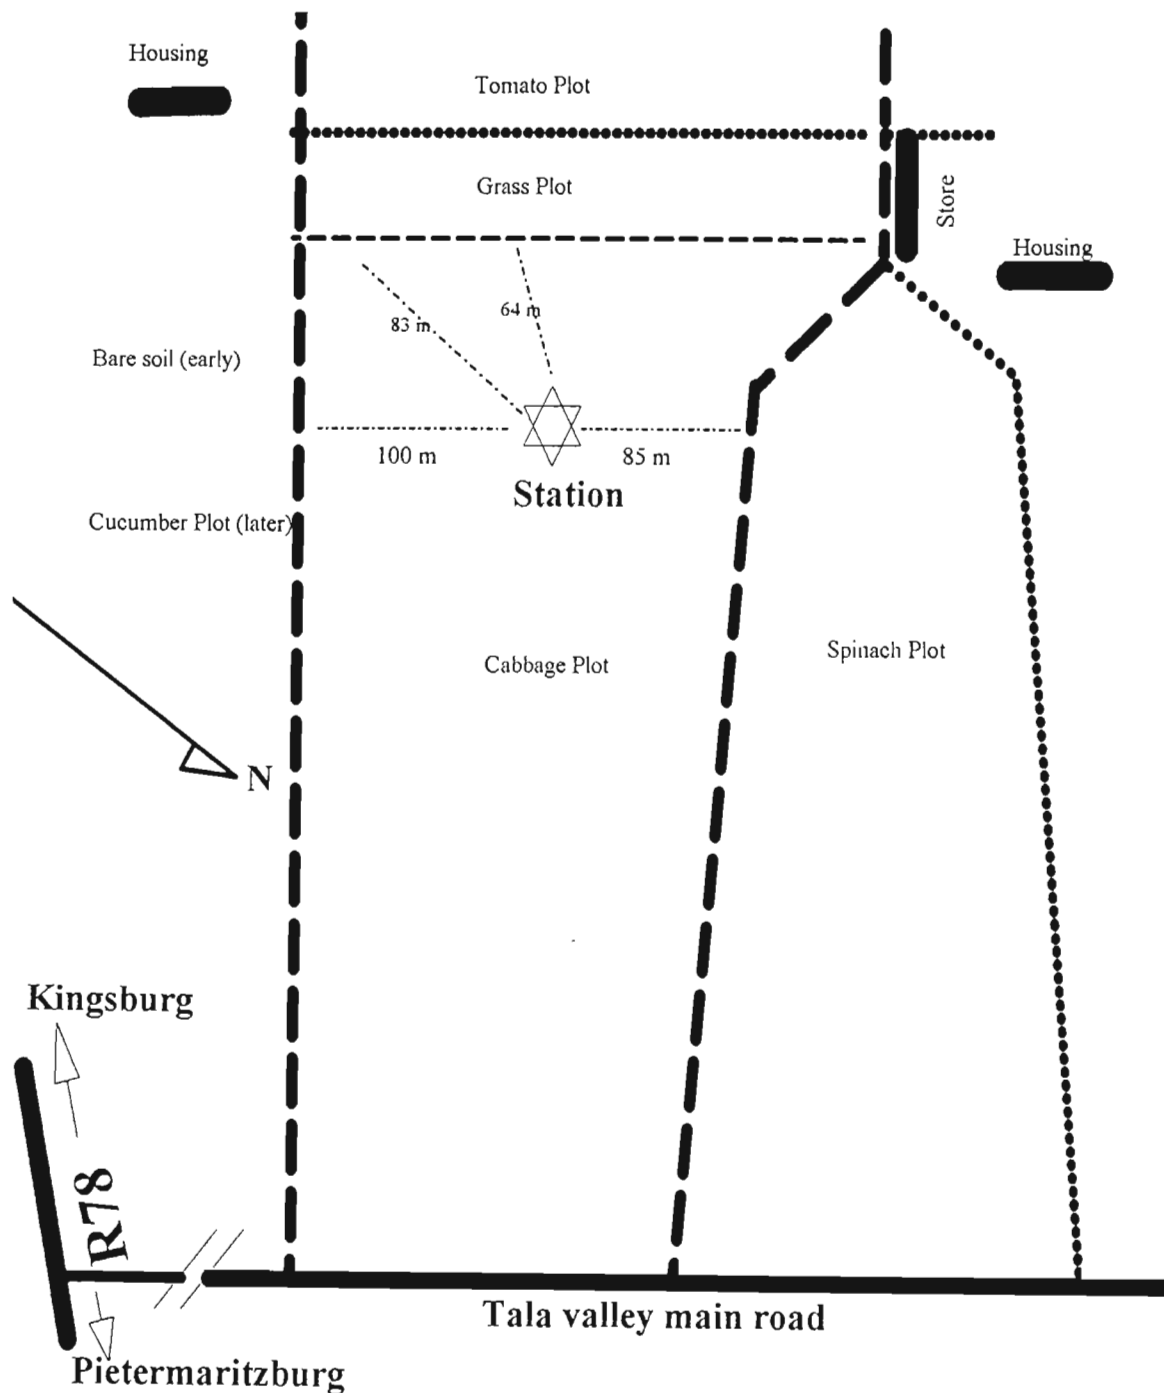 Housing
Tomato Plot
Grass Plot
Store
Housing
64 m
83 m
Bare soil (early)
100 m
85 m
Station
Cucumber Plot (later)
Spinach Plot
Cabbage Plot
N
Kingsburg
R78
Tala valley main road
Pietermaritzburg